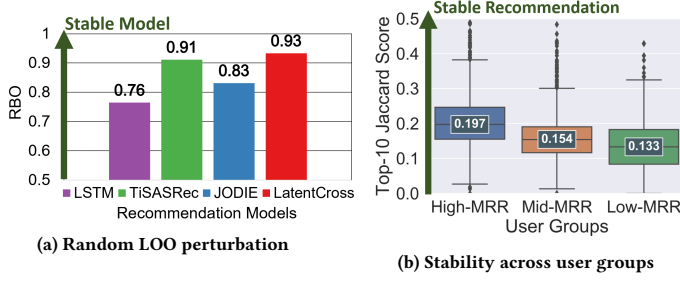 Stable Model
RBO
1
0.9
0.8
0.7
0.6
0.5
0.76
0.91
0.83
0.93
LSTM TiSASRec JODIE LatentCross
Recommendation Models
(a) Random LOO perturbation
Stable Recommendation
Top-10 Jaccard Score
0.5
0.4
0.3
0.2
0.1
0.0
0.197
0.154
0.133
High-MRR Mid-MRR Low-MRR
User Groups
(b) Stability across user groups